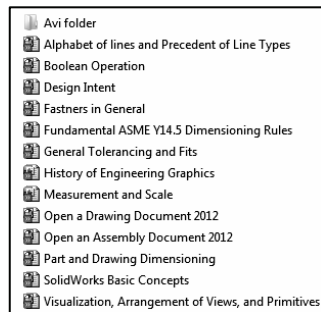 Avi folder
Alphabet of lines and Precedent of Line Types
Boolean Operation
Design Intent
Fastners in General
Fundamental ASME Y14.5 Dimensioning Rules
General Tolerancing and Fits
History of Engineering Graphics
Measurement and Scale
Open a Drawing Document 2012
Open an Assembly Document 2012
Part and Drawing Dimensioning
SolidWorks Basic Concepts
Visualization, Arrangement of Views, and Primitives